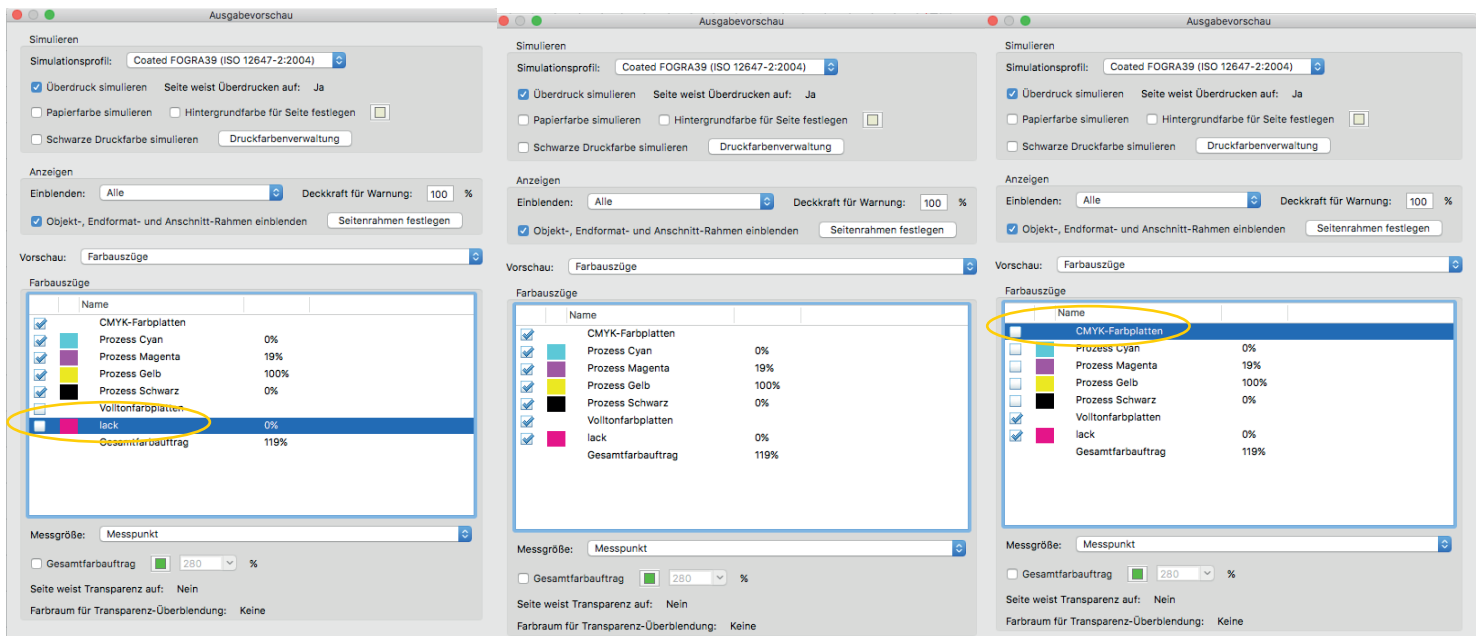 Ausgabevorschau
Simulieren
Simulationsprofil: Coated FOGRA39 (ISO 12647-2:2004)
Überdruck simulieren Seite weist Überdrucken auf: Ja
Papierfarbe simulieren Hintergrundfarbe für Seite festlegen
Schwarze Druckfarbe simulieren Druckfarbenverwaltung
Anzeigen
Einblenden: Alle Deckkraft für Warnung: 100 %
Objekt-, Endformat- und Anschnitt-Rahmen einblenden Seitenrahmen festlegen
Vorschau: Farbauszüge
Farbauszüge
Name
CMYK-Farbplatten
Prozess Cyan 0%
Prozess Magenta 19%
Prozess Gelb 100%
Prozess Schwarz 0%
Volltonfarbplatten
lack 0%
Gesamtfarbauftrag 119%
Messgröße: Messpunkt
Gesamtfarbauftrag 280 %
Seite weist Transparenz auf: Nein
Farbraum für Transparenz-Überblendung: Keine
Ausgabevorschau
Simulieren
Simulationsprofil: Coated FOGRA39 (ISO 12647-2:2004)
Überdruck simulieren Seite weist Überdrucken auf: Ja
Papierfarbe simulieren Hintergrundfarbe für Seite festlegen
Schwarze Druckfarbe simulieren Druckfarbenverwaltung
Anzeigen
Einblenden: Alle Deckkraft für Warnung: 100 %
Objekt-, Endformat- und Anschnitt-Rahmen einblenden Seitenrahmen festlegen
Vorschau: Farbauszüge
Farbauszüge
Name
CMYK-Farbplatten
Prozess Cyan 0%
Prozess Magenta 19%
Prozess Gelb 100%
Prozess Schwarz 0%
Volltonfarbplatten
lack 0%
Gesamtfarbauftrag 119%
Messgröße: Messpunkt
Gesamtfarbauftrag 280 %
Seite weist Transparenz auf: Nein
Farbraum für Transparenz-Überblendung: Keine
Ausgabevorschau
Simulieren
Simulationsprofil: Coated FOGRA39 (ISO 12647-2:2004)
Überdruck simulieren Seite weist Überdrucken auf: Ja
Papierfarbe simulieren Hintergrundfarbe für Seite festlegen
Schwarze Druckfarbe simulieren Druckfarbenverwaltung
Anzeigen
Einblenden: Alle Deckkraft für Warnung: 100 %
Objekt-, Endformat- und Anschnitt-Rahmen einblenden Seitenrahmen festlegen
Vorschau: Farbauszüge
Farbauszüge
Name
CMYK-Farbplatten
Prozess Cyan 0%
Prozess Magenta 19%
Prozess Gelb 100%
Prozess Schwarz 0%
Volltonfarbplatten
lack 0%
Gesamtfarbauftrag 119%
Messgröße: Messpunkt
Gesamtfarbauftrag 280 %
Seite weist Transparenz auf: Nein
Farbraum für Transparenz-Überblendung: Keine